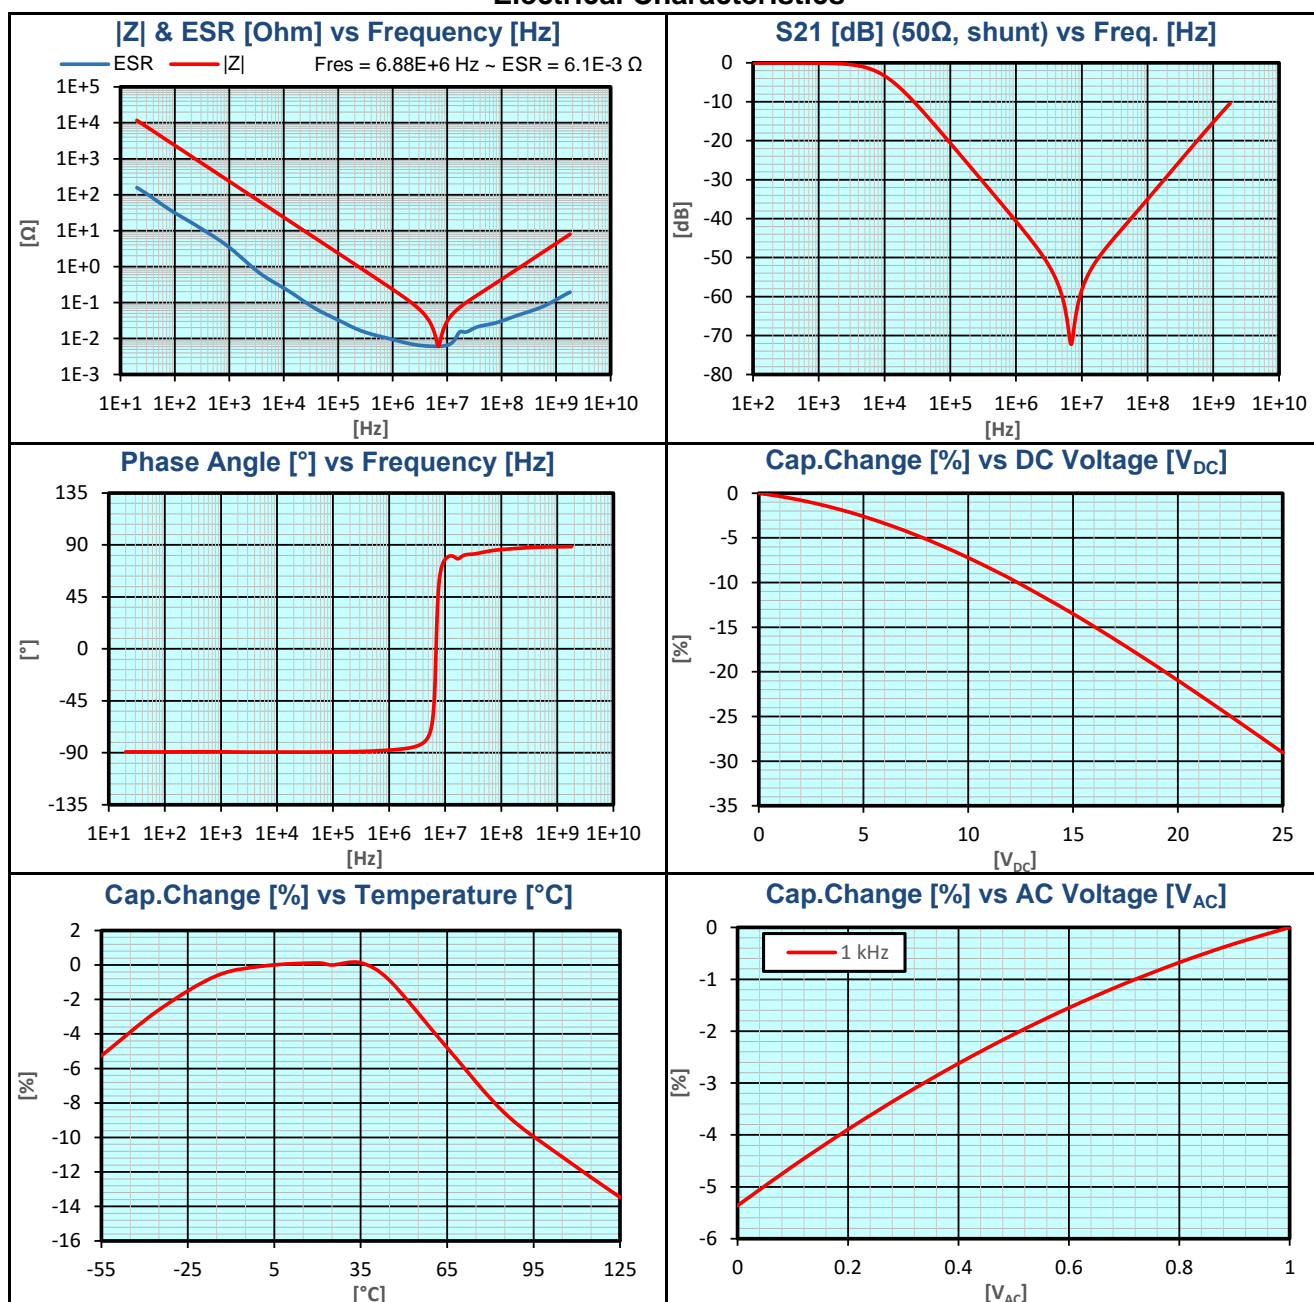 Electrical Characteristics
|Z| & ESR [Ohm] vs Frequency [Hz]
ESR |Z| Fres = 6.88E+6 Hz ~ ESR = 6.1E-3 Ω
1E+5
1E+4
1E+3
1E+2
1E+1
1E+0
1E-1
1E-2
1E-3
[Ω]
1E+1 1E+2 1E+3 1E+4 1E+5 1E+6 1E+7 1E+8 1E+9 1E+10
[Hz]
S21 [dB] (50Ω, shunt) vs Freq. [Hz]
0
-10
-20
-30
-40
-50
-60
-70
-80
[dB]
1E+2 1E+3 1E+4 1E+5 1E+6 1E+7 1E+8 1E+9 1E+10
[Hz]
Phase Angle [°] vs Frequency [Hz]
135
90
45
0
-45
-90
-135
[°]
1E+1 1E+2 1E+3 1E+4 1E+5 1E+6 1E+7 1E+8 1E+9 1E+10
[Hz]
Cap.Change [%] vs DC Voltage [VDC]
0
-5
-10
-15
-20
-25
-30
-35
[%]
0 5 10 15 20 25
[VDC]
Cap.Change [%] vs Temperature [°C]
2
0
-2
-4
-6
-8
-10
-12
-14
-16
[%]
-55 -25 5 35 65 95 125
[°C]
Cap.Change [%] vs AC Voltage [VAC]
1 kHz
0
-1
-2
-3
-4
-5
-6
[%]
0 0.2 0.4 0.6 0.8 1
[VAC]